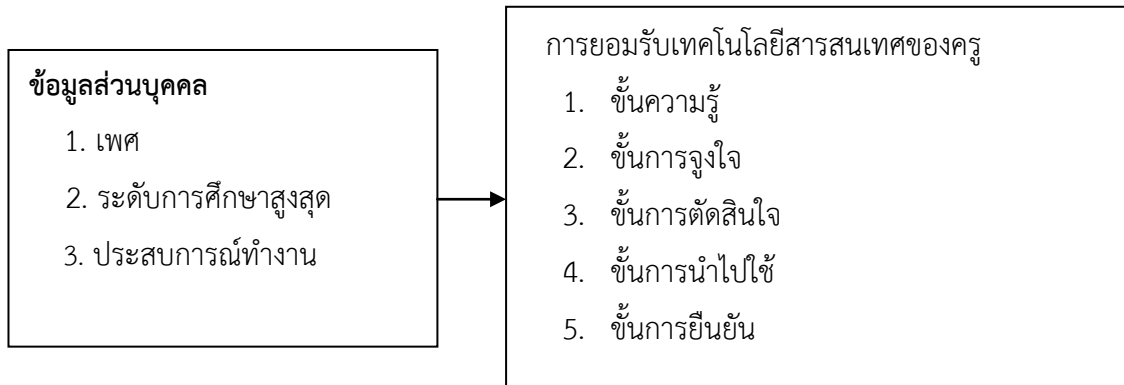 ข้อมูลส่วนบุคคล
1. เพศ
2. ระดับการศึกษาสูงสุด
3. ประสบการณ์ทำงาน
การยอมรับเทคโนโลยีสารสนเทศของครู
1. ขั้นความรู้
2. ขั้นการจูงใจ
3. ขั้นการตัดสินใจ
4. ขั้นการนำไปใช้
5. ขั้นการยืนยัน